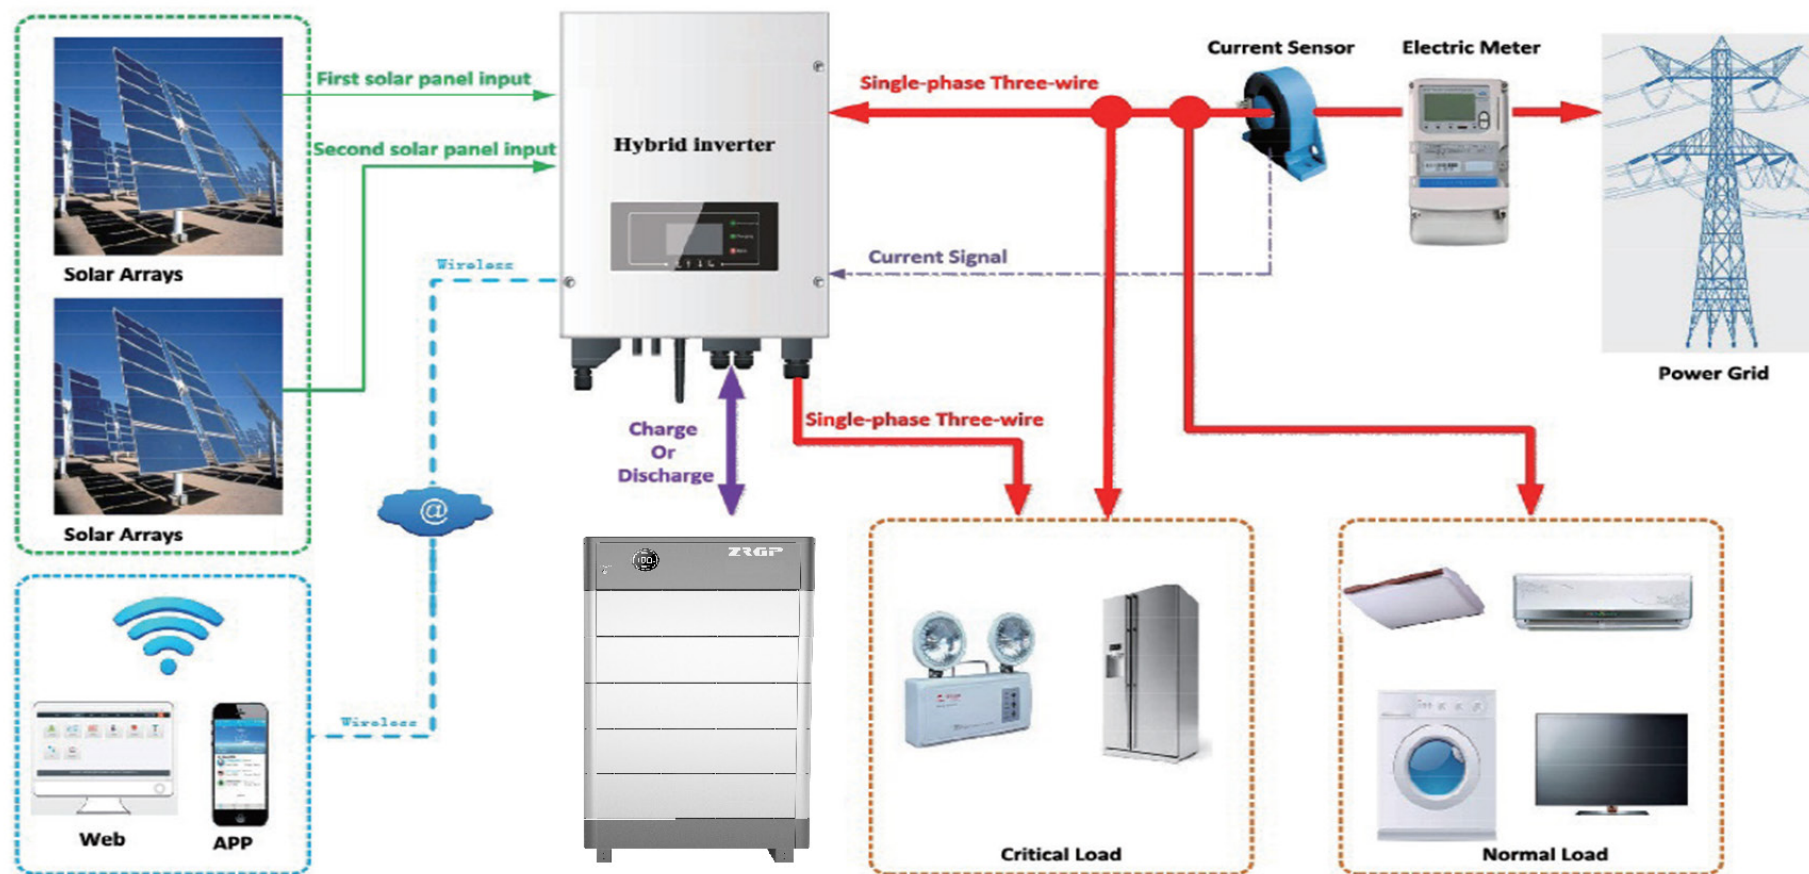 First solar panel input
Second solar panel input
Solar Arrays
Solar Arrays
Wireless
Wireless
Web
APP
@
Hybrid inverter
Charge
Or
Discharge
ZRGP
100
Single-phase Three-wire
Single-phase Three-wire
Current Signal
Current Sensor
Electric Meter
Power Grid
Critical Load
Normal Load